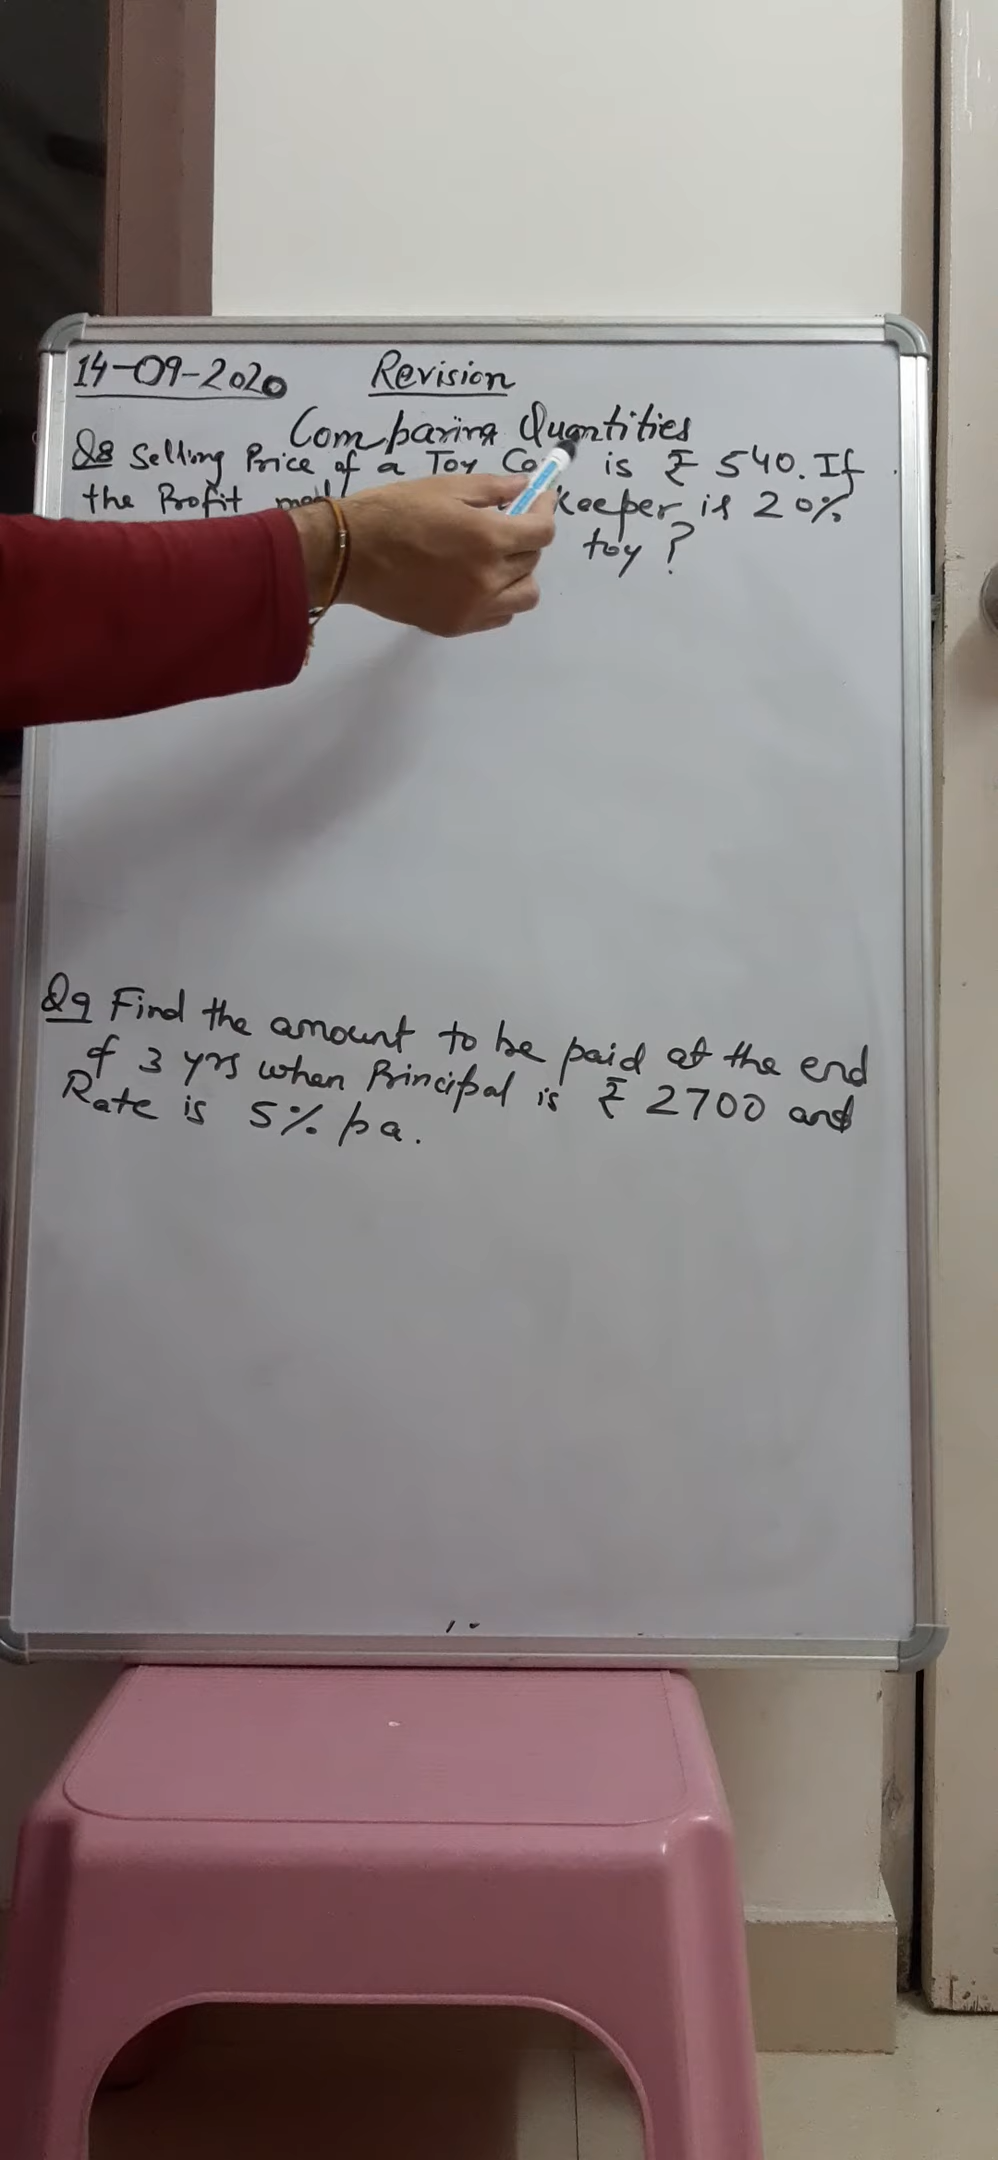 14-09-2020 Revision
Comparing Quantities
Q8 Selling Price of a Toy is ₹ 540. If
the Profit keeper is 20%
toy?
Q9 Find the amount to be paid at the end
of 3 yrs when Principal is ₹ 2700 and
Rate is 5% pa.